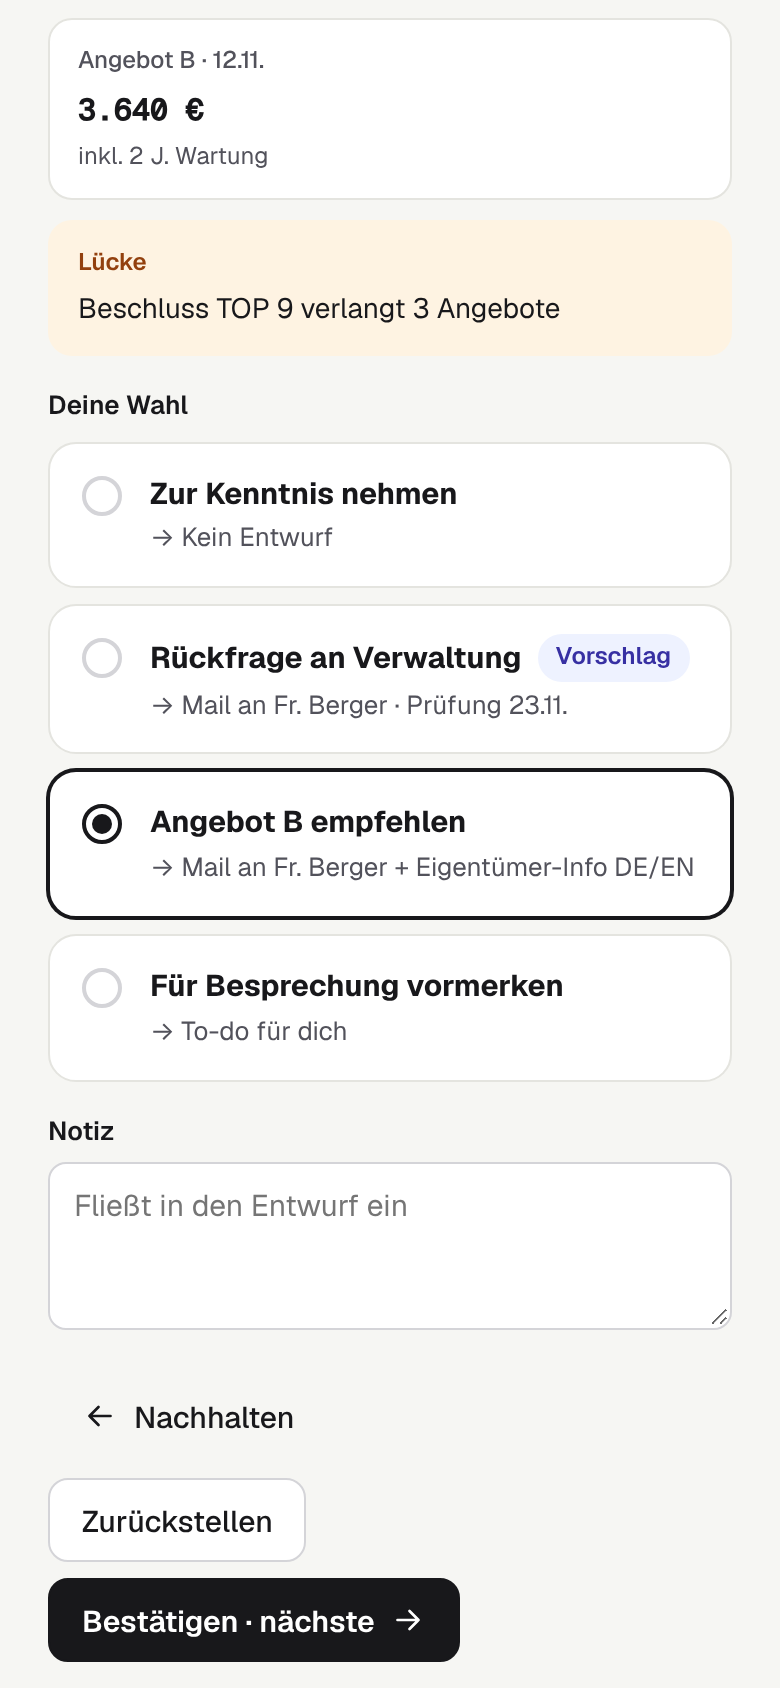 Angebot B · 12.11.
3.640 €
inkl. 2 J. Wartung
Lücke
Beschluss TOP 9 verlangt 3 Angebote
Deine Wahl
Zur Kenntnis nehmen
→ Kein Entwurf
Rückfrage an Verwaltung Vorschlag
→ Mail an Fr. Berger · Prüfung 23.11.
Angebot B empfehlen
→ Mail an Fr. Berger + Eigentümer-Info DE/EN
Für Besprechung vormerken
→ To-do für dich
Notiz
Fließt in den Entwurf ein
← Nachhalten
Zurückstellen
Bestätigen · nächste →